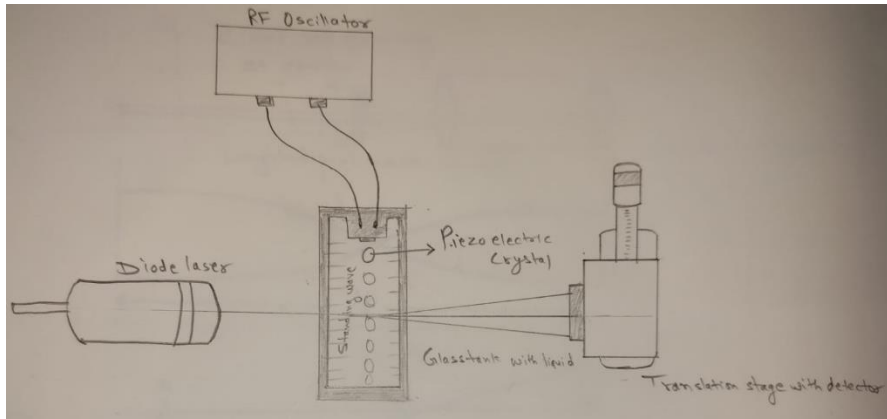 RF Oscillator
Diode laser
Piezo electric
Crystal
Standing wave
Glass tank with liquid
Translation stage with detector